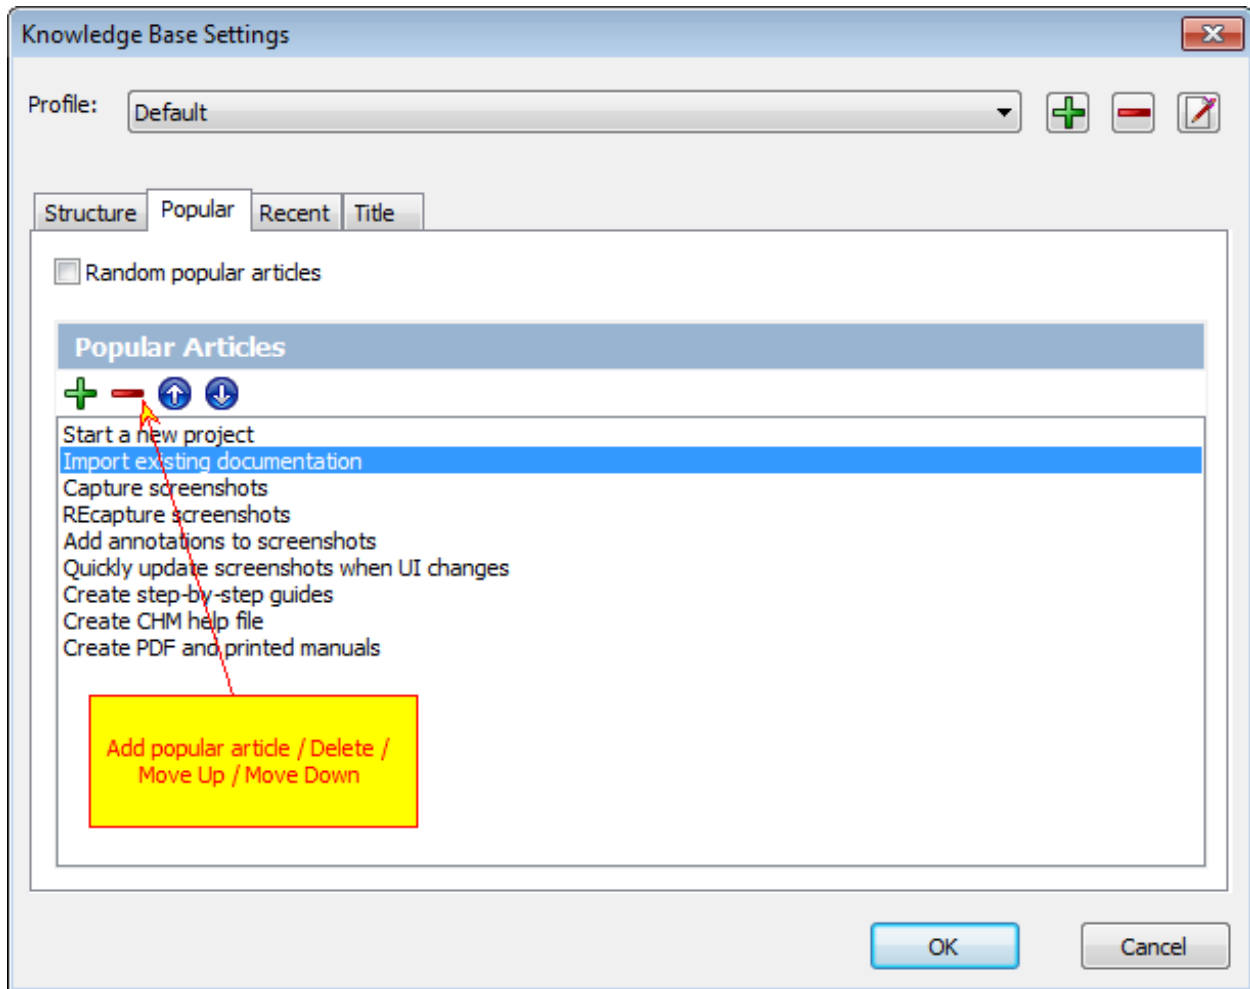 Knowledge Base Settings
Profile:
Default
Structure
Popular
Recent
Title
Random popular articles
Popular Articles
Start a new project
Import existing documentation
Capture screenshots
REcapture screenshots
Add annotations to screenshots
Quickly update screenshots when UI changes
Create step-by-step guides
Create CHM help file
Create PDF and printed manuals
Add popular article / Delete /
Move Up / Move Down
OK
Cancel